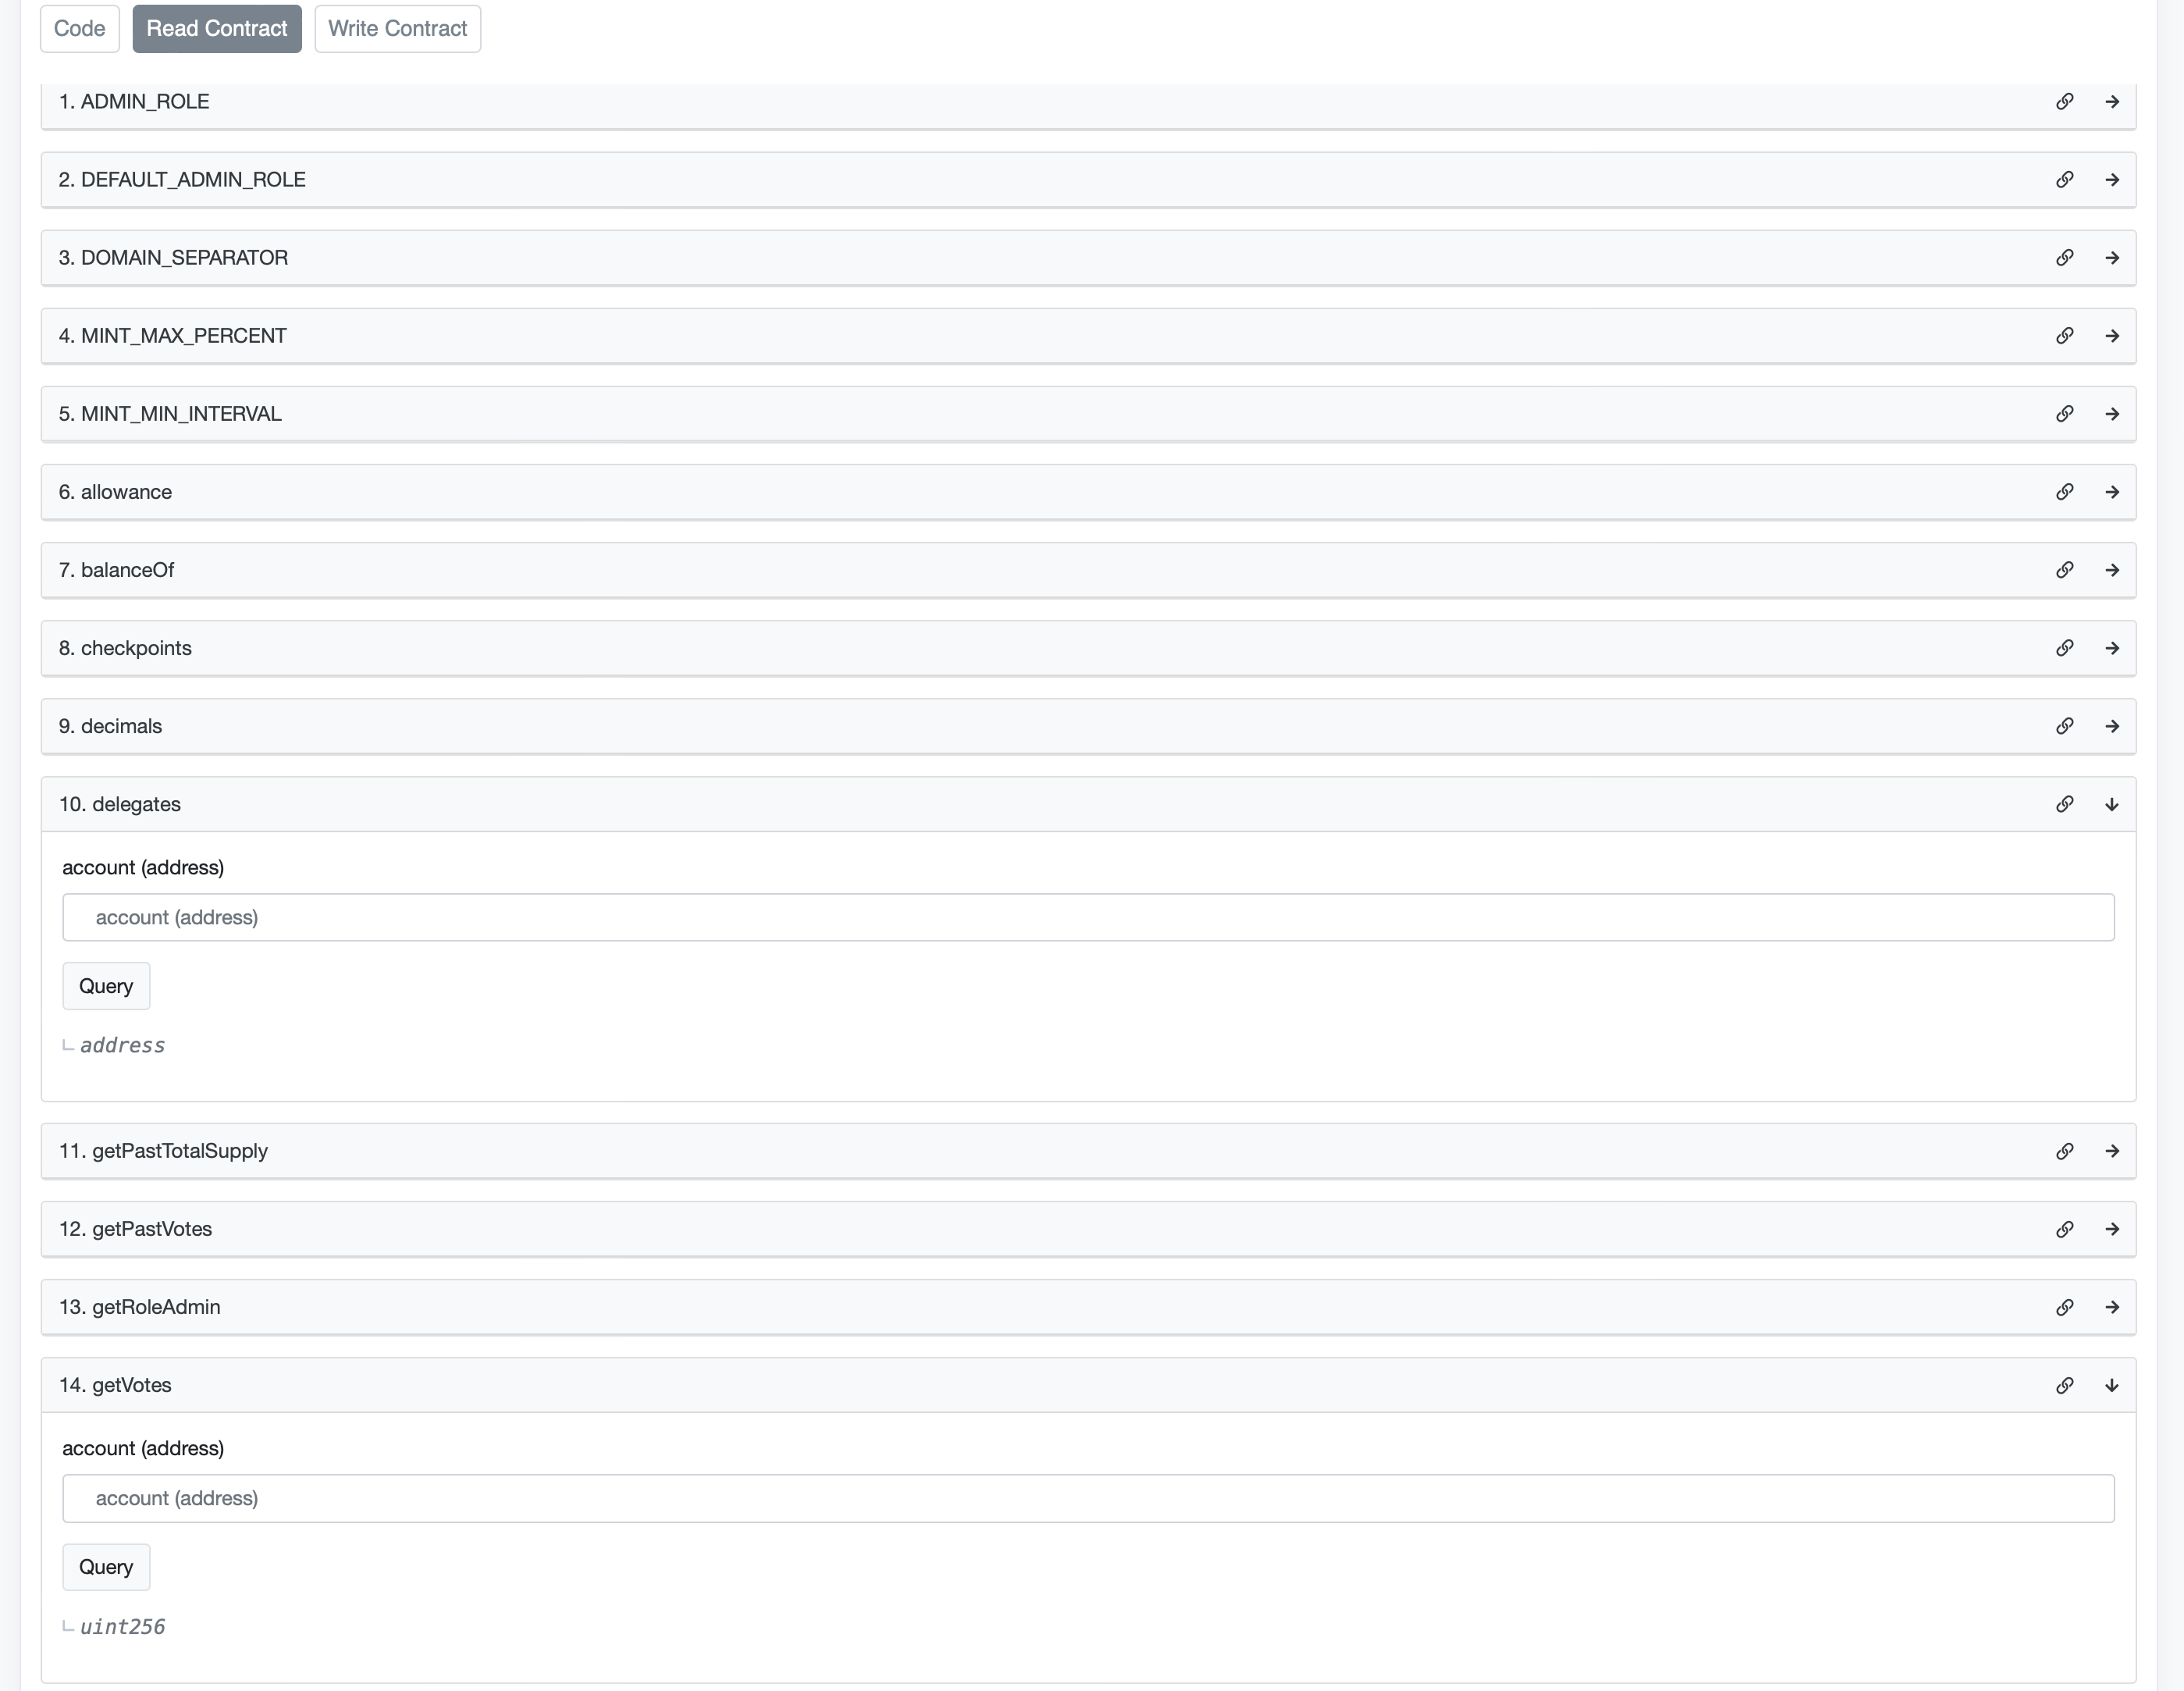 Code Read Contract Write Contract
1. ADMIN_ROLE
2. DEFAULT_ADMIN_ROLE
3. DOMAIN_SEPARATOR
4. MINT_MAX_PERCENT
5. MINT_MIN_INTERVAL
6. allowance
7. balanceOf
8. checkpoints
9. decimals
10. delegates
account (address)
account (address)
Query
address
11. getPastTotalSupply
12. getPastVotes
13. getRoleAdmin
14. getVotes
account (address)
account (address)
Query
uint256